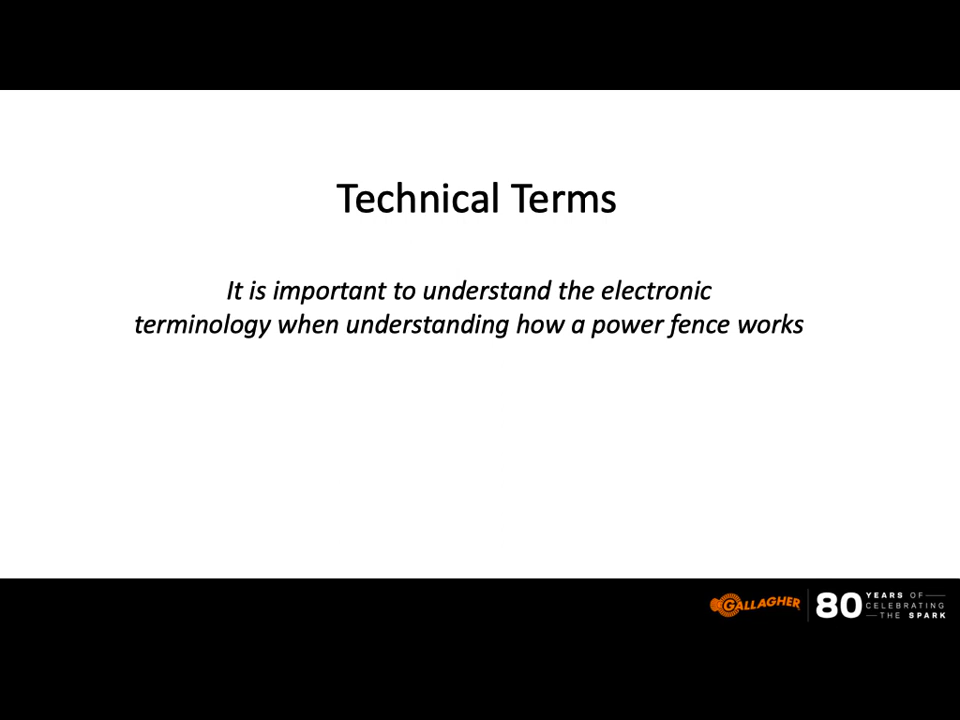 Technical Terms
It is important to understand the electronic
terminology when understanding how a power fence works
GALLAGHER
80
YEARS OF
CELEBRATING
THE SPARK